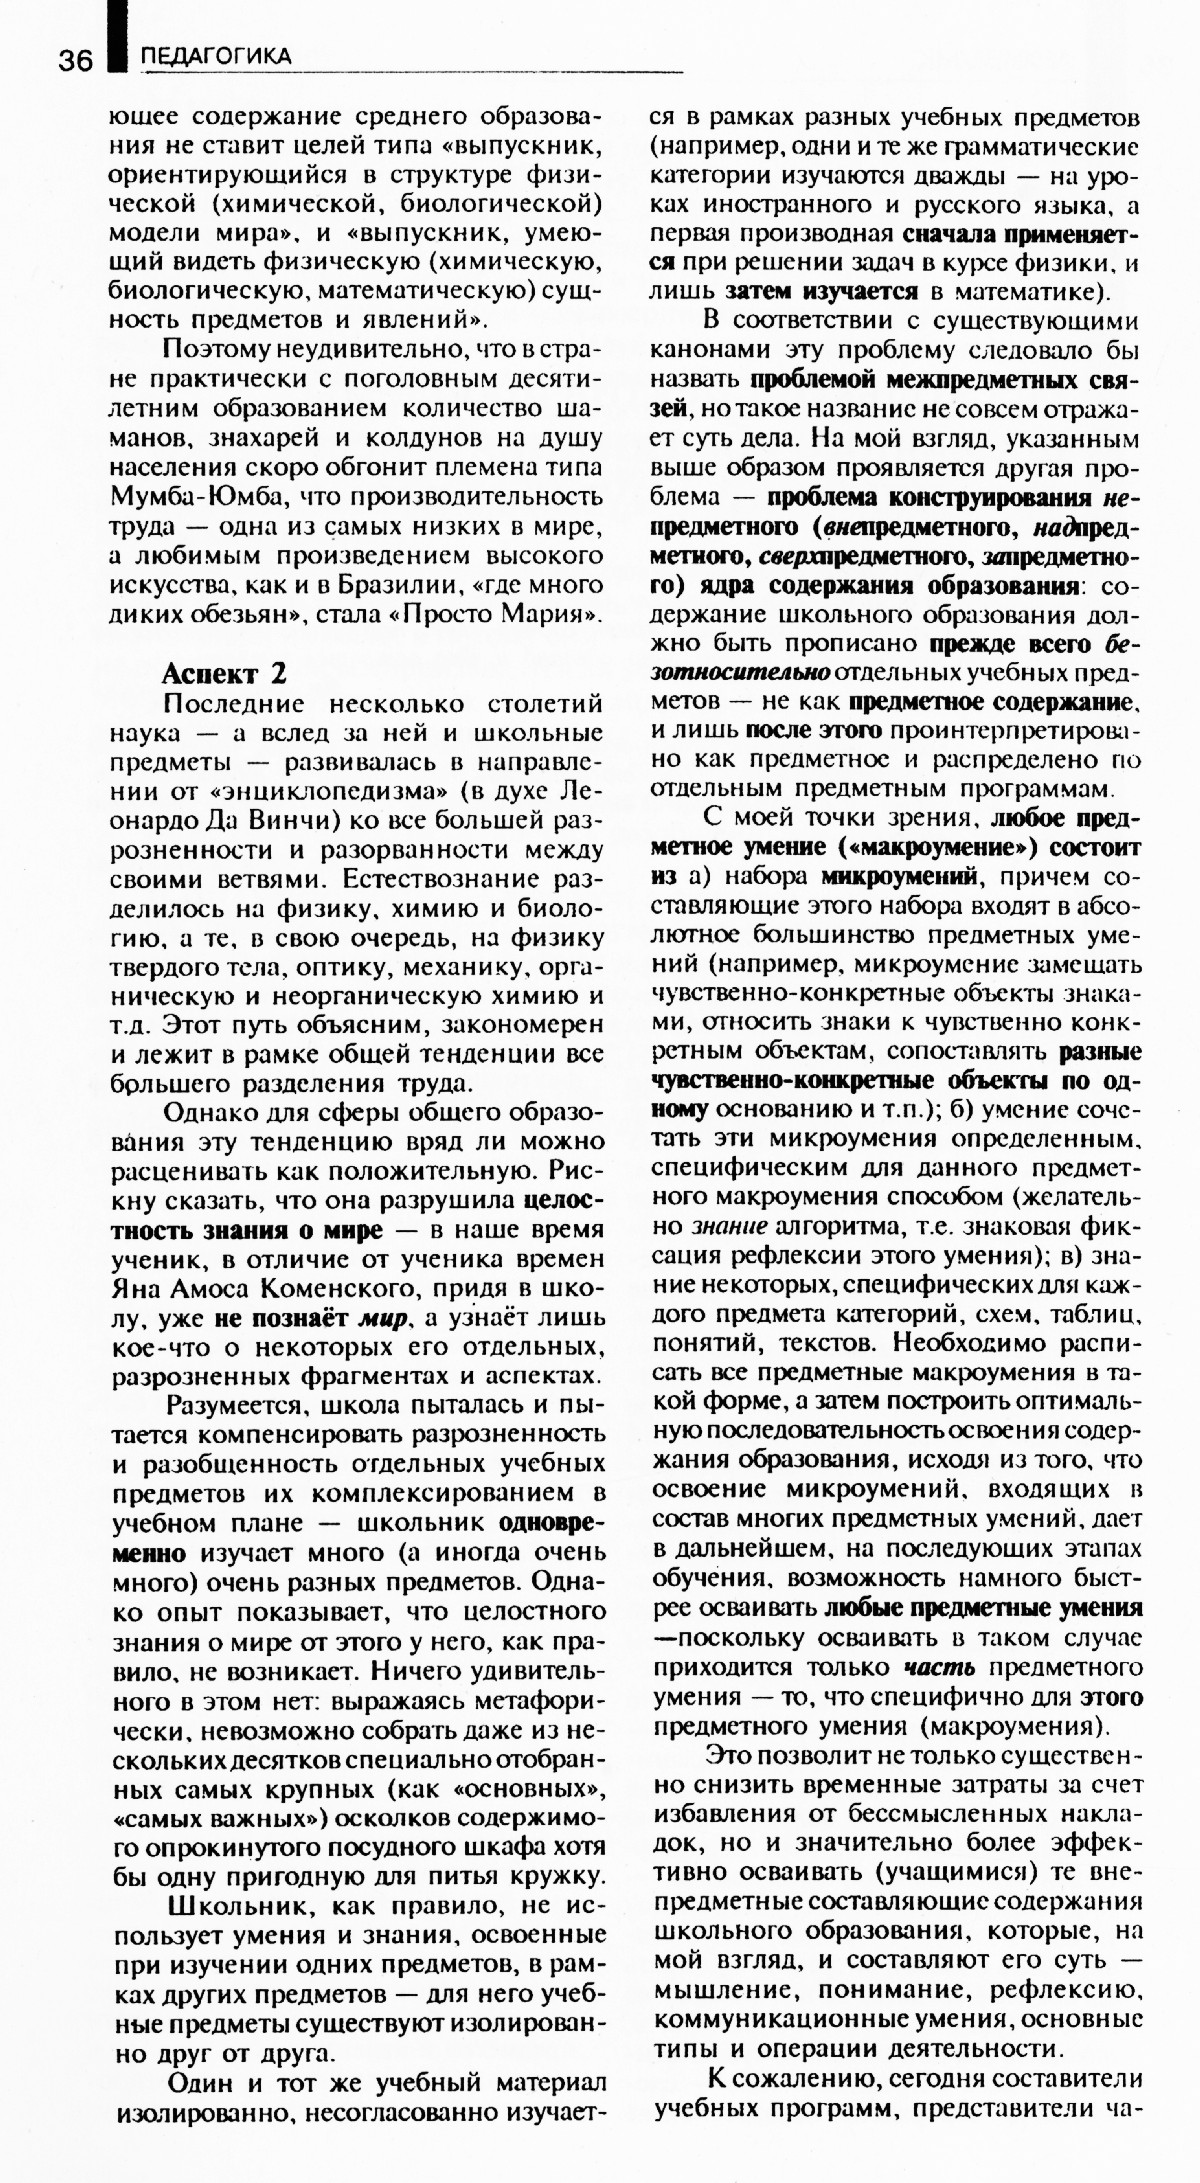 36
ПЕДАГОГИКА
ющее содержание среднего образова-
ния не ставит целей типа «выпускник,
ориентирующийся в структуре физи-
ческой (химической, биологической)
модели мира», и «выпускник, умею-
щий видеть физическую (химическую,
биологическую, математическую) сущ-
ность предметов и явлений».
Поэтому неудивительно, что в стра-
не практически с поголовным десяти-
летним образованием количество ша-
манов, знахарей и колдунов на душу
населения скоро обгонит племена типа
Мумба-Юмба, что производительность
труда — одна из самых низких в мире,
а любимым произведением высокого
искусства, как и в Бразилии, «где много
диких обезьян», стала «Просто Мария».
Аспект 2
Последние несколько столетий
наука — а вслед за ней и школьные
предметы — развивалась в направле-
нии от «энциклопедизма» (в духе Ле-
онардо Да Винчи) ко все большей раз-
розненности и разорванности между
своими ветвями. Естествознание раз-
делилось на физику, химию и биоло-
гию, а те, в свою очередь, на физику
твердого тела, оптику, механику, орга-
ническую и неорганическую химию и
т.д. Этот путь объясним, закономерен
и лежит в рамке общей тенденции все
большего разделения труда.
Однако для сферы общего образо-
вания эту тенденцию вряд ли можно
расценивать как положительную. Рис-
кну сказать, что она разрушила целос-
тность знания о мире — в наше время
ученик, в отличие от ученика времен
Яна Амоса Коменского, придя в шко-
лу, уже не познаёт мир, а узнаёт лишь
кое-что о некоторых его отдельных,
разрозненных фрагментах и аспектах.
Разумеется, школа пыталась и пы-
тается компенсировать разрозненность
и разобщенность отдельных учебных
предметов их комплексированием в
учебном плане — школьник одновре-
менно изучает много (а иногда очень
много) очень разных предметов. Одна-
ко опыт показывает, что целостного
знания о мире от этого у него, как пра-
вило, не возникает. Ничего удивитель-
ного в этом нет: выражаясь метафори-
чески, невозможно собрать даже из не-
скольких десятков специально отобран-
ных самых крупных (как «основных»,
«самых важных») осколков содержимо-
го опрокинутого посудного шкафа хотя
бы одну пригодную для питья кружку.
Школьник, как правило, не ис-
пользует умения и знания, освоенные
при изучении одних предметов, в рам-
ках других предметов — для него учеб-
ные предметы существуют изолирован-
но друг от друга.
Один и тот же учебный материал
изолированно, несогласованно изучает-
ся в рамках разных учебных предметов
(например, одни и те же грамматические
категории изучаются дважды — на уро-
ках иностранного и русского языка, а
первая производная сначала применяет-
ся при решении задач в курсе физики, и
лишь затем изучается в математике).
В соответствии с существующими
канонами эту проблему следовало бы
назвать проблемой межпредметных свя-
зей, но такое название не совсем отража-
ет суть дела. На мой взгляд, указанным
выше образом проявляется другая про-
блема — проблема конструирования не-
предметного (внепредметного, надпред-
метного, сверхпредметного, запредметно-
го) ядра содержания образования: со-
держание школьного образования дол-
жно быть прописано прежде всего бе-
зотносительно отдельных учебных пред-
метов — не как предметное содержание,
и лишь после этого проинтерпретирова-
но как предметное и распределено по
отдельным предметным программам.
С моей точки зрения, любое пред-
метное умение («макроумение») состоит
из а) набора микроумений, причем со-
ставляющие этого набора входят в абсо-
лютное большинство предметных уме-
ний (например, микроумение замещать
чувственно-конкретные объекты знака-
ми, относить знаки к чувственно конк-
ретным объектам, сопоставлять разные
чувственно-конкретные объекты по од-
ному основанию и т.п.); б) умение соче-
тать эти микроумения определенным,
специфическим для данного предмет-
ного макроумения способом (желатель-
но знание алгоритма, т.е. знаковая фик-
сация рефлексии этого умения); в) зна-
ние некоторых, специфических для каж-
дого предмета категорий, схем, таблиц,
понятий, текстов. Необходимо распи-
сать все предметные макроумения в та-
кой форме, а затем построить оптималь-
ную последовательность освоения содер-
жания образования, исходя из того, что
освоение микроумений, входящих в
состав многих предметных умений, дает
в дальнейшем, на последующих этапах
обучения, возможность намного быст-
рее осваивать любые предметные умения
—поскольку осваивать в таком случае
приходится только часть предметного
умения — то, что специфично для этого
предметного умения (макроумения).
Это позволит не только существен-
но снизить временные затраты за счет
избавления от бессмысленных накла-
док, но и значительно более эффек-
тивно осваивать (учащимися) те вне-
предметные составляющие содержания
школьного образования, которые, на
мой взгляд, и составляют его суть —
мышление, понимание, рефлексию,
коммуникационные умения, основные
типы и операции деятельности.
К сожалению, сегодня составители
учебных программ, представители ча-